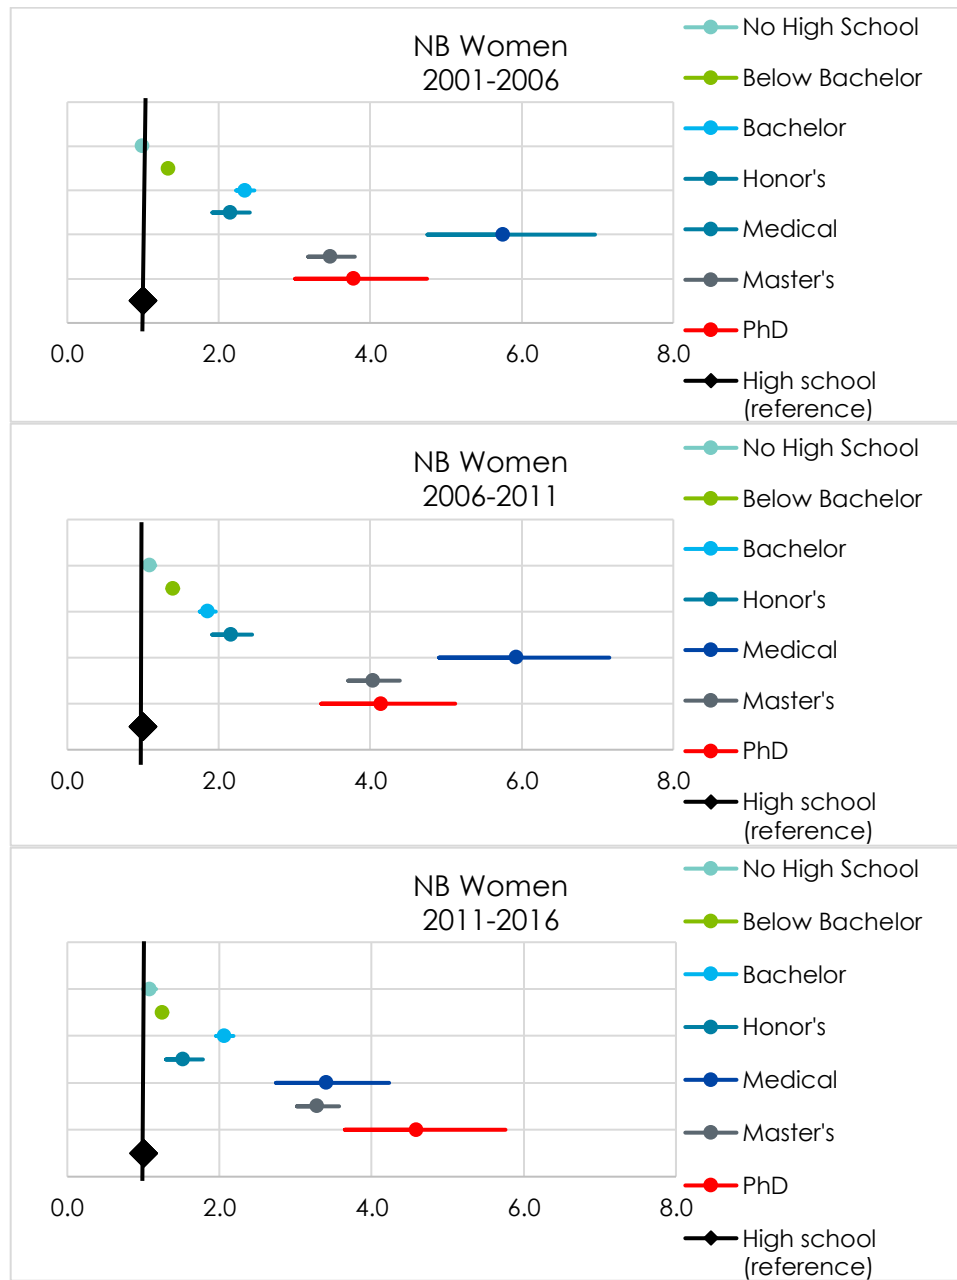 NB Women
2001-2006
No High School
Below Bachelor
Bachelor
Honor's
Medical
Master's
PhD
High school
(reference)
0.0 2.0 4.0 6.0 8.0
NB Women
2006-2011
No High School
Below Bachelor
Bachelor
Honor's
Medical
Master's
PhD
High school
(reference)
0.0 2.0 4.0 6.0 8.0
NB Women
2011-2016
No High School
Below Bachelor
Bachelor
Honor's
Medical
Master's
PhD
High school
(reference)
0.0 2.0 4.0 6.0 8.0